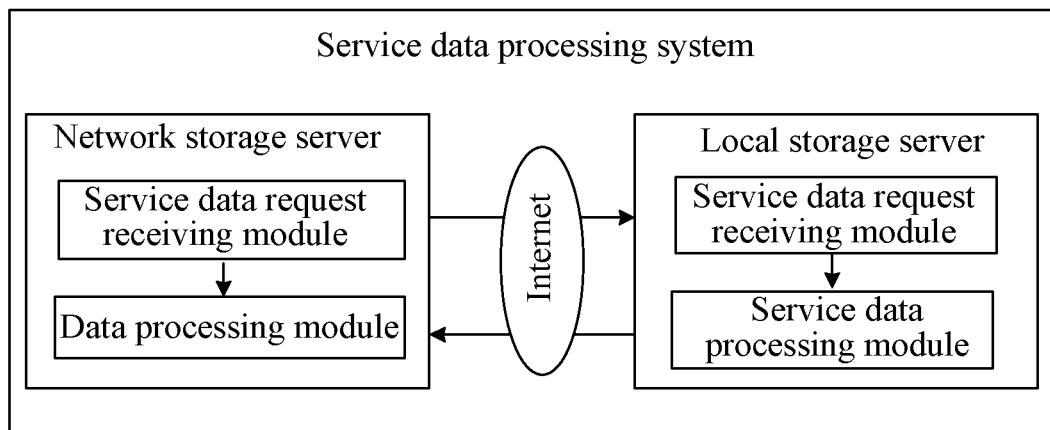 Service data processing system
Network storage server
Service data request
receiving module
Data processing module
Internet
Local storage server
Service data request
receiving module
Service data
processing module